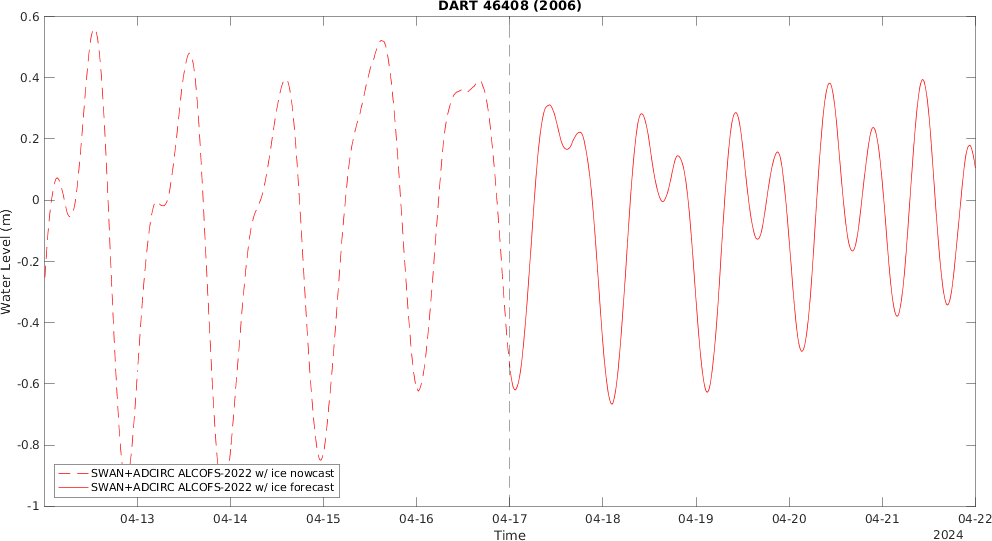 DART 46408 (2006)
0.6
0.4
0.2
0
-0.2
-0.4
-0.6
-0.8
-1
Water Level (m)
SWAN+ADCIRC ALCOFS-2022 w/ ice nowcast
SWAN+ADCIRC ALCOFS-2022 w/ ice forecast
04-13 04-14 04-15 04-16 04-17 04-18 04-19 04-20 04-21 04-22
Time
2024